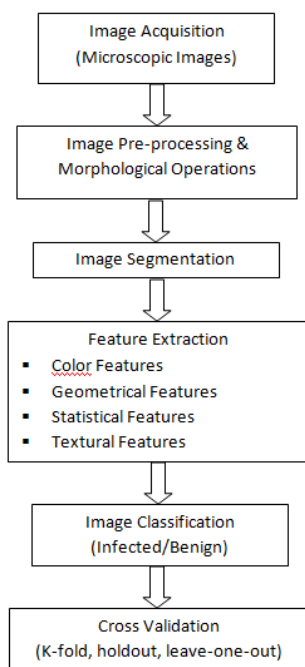 Image Acquisition
(Microscopic Images)
Image Pre-processing &
Morphological Operations
Image Segmentation
Feature Extraction
▪ Color Features
▪ Geometrical Features
▪ Statistical Features
▪ Textural Features
Image Classification
(Infected/Benign)
Cross Validation
(K-fold, holdout, leave-one-out)